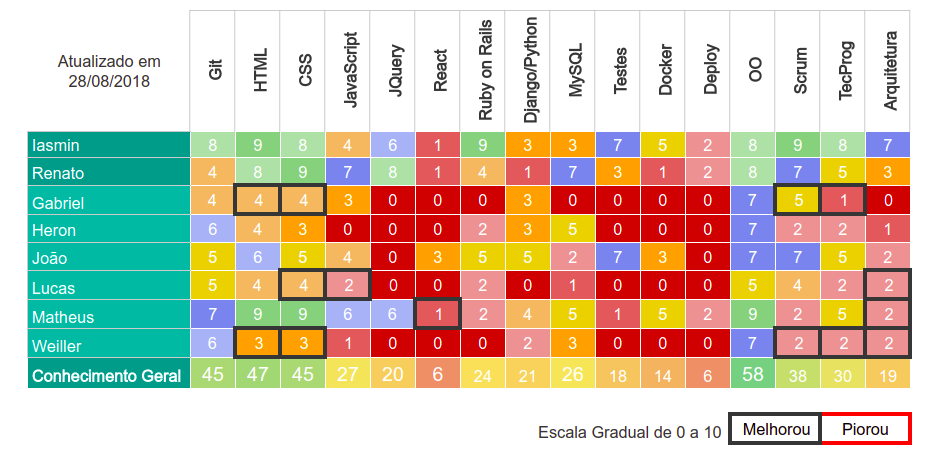 Atualizado em
28/08/2018
Git HTML CSS JavaScript JQuery React Ruby on Rails Django/Python MySQL Testes Docker Deploy OO Scrum TecProg Arquitetura
Iasmin 8 9 8 4 6 1 9 3 3 7 5 2 8 9 8 7
Renato 4 8 9 7 8 1 4 1 7 3 1 2 8 7 5 3
Gabriel 4 4 4 3 0 0 0 3 0 0 0 0 7 5 1 0
Heron 6 4 3 0 0 0 2 3 5 0 0 0 7 2 2 1
João 5 6 5 4 0 3 5 5 2 7 3 0 7 7 5 2
Lucas 5 4 4 2 0 0 2 0 1 0 0 0 5 4 2 2
Matheus 7 9 9 6 6 1 2 4 5 1 5 2 9 2 5 2
Weiller 6 3 3 1 0 0 0 2 3 0 0 0 7 2 2 2
Conhecimento Geral 45 47 45 27 20 6 24 21 26 18 14 6 58 38 30 19
Escala Gradual de 0 a 10 Melhorou Piorou